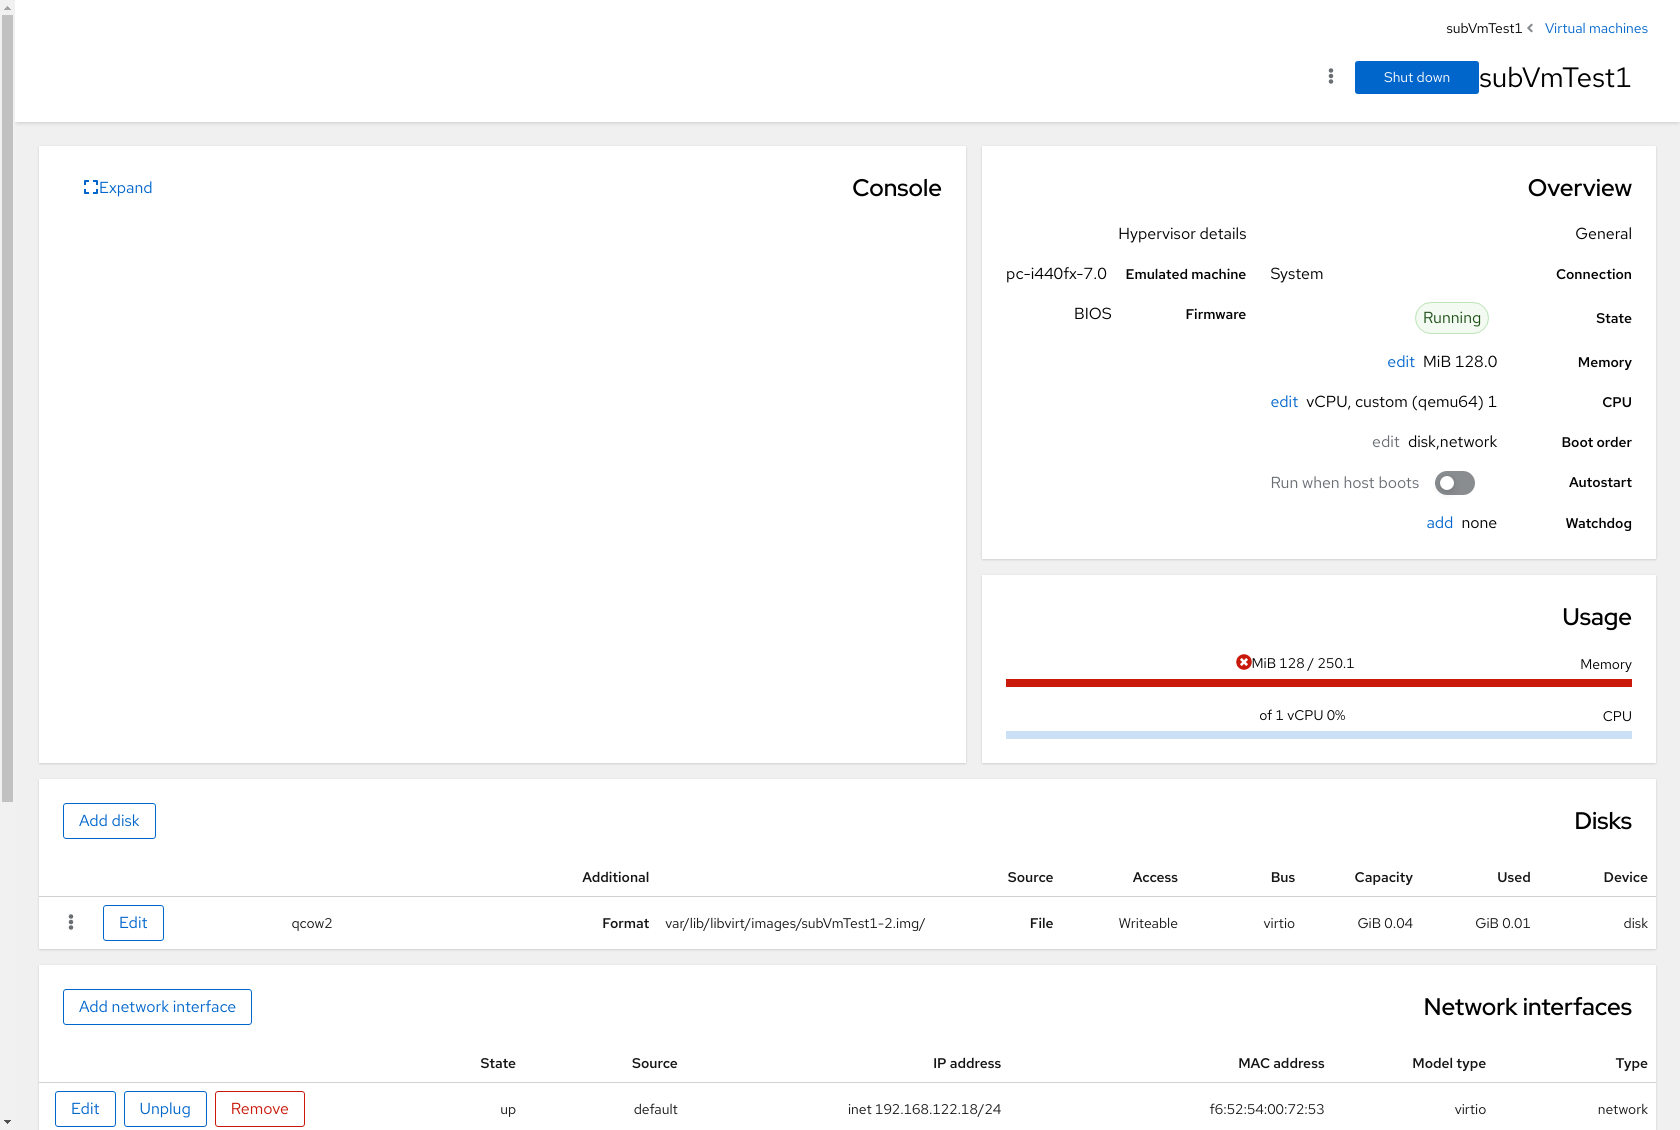 Virtual machines
subVmTest1
subVmTest1
Shut down
Overview
General
Connection System
State Running
Memory MiB 128.0 edit
CPU vCPU, custom (qemu64) 1 edit
Boot order disk,network edit
Autostart Run when host boots
Watchdog none add
Hypervisor details
Emulated machine pc-i440fx-7.0
Firmware BIOS
Console
Expand
Usage
Memory MiB 128 / 250.1
CPU of 1 vCPU 0%
Disks
Add disk
Device Used Capacity Bus Access Source Additional
disk GiB 0.01 GiB 0.04 virtio Writeable File var/lib/libvirt/images/subVmTest1-2.img/ Format qcow2 Edit
Network interfaces
Add network interface
Type Model type MAC address IP address Source State
network virtio f6:52:54:00:72:53 inet 192.168.122.18/24 default up Remove Unplug Edit